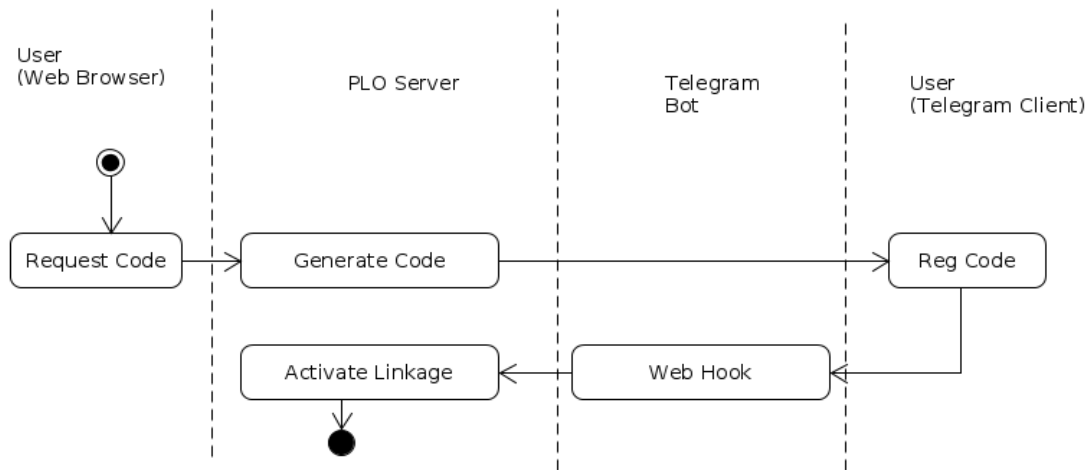 User
(Web Browser)
PLO Server
Telegram
Bot
User
(Telegram Client)
Request Code
Generate Code
Reg Code
Activate Linkage
Web Hook